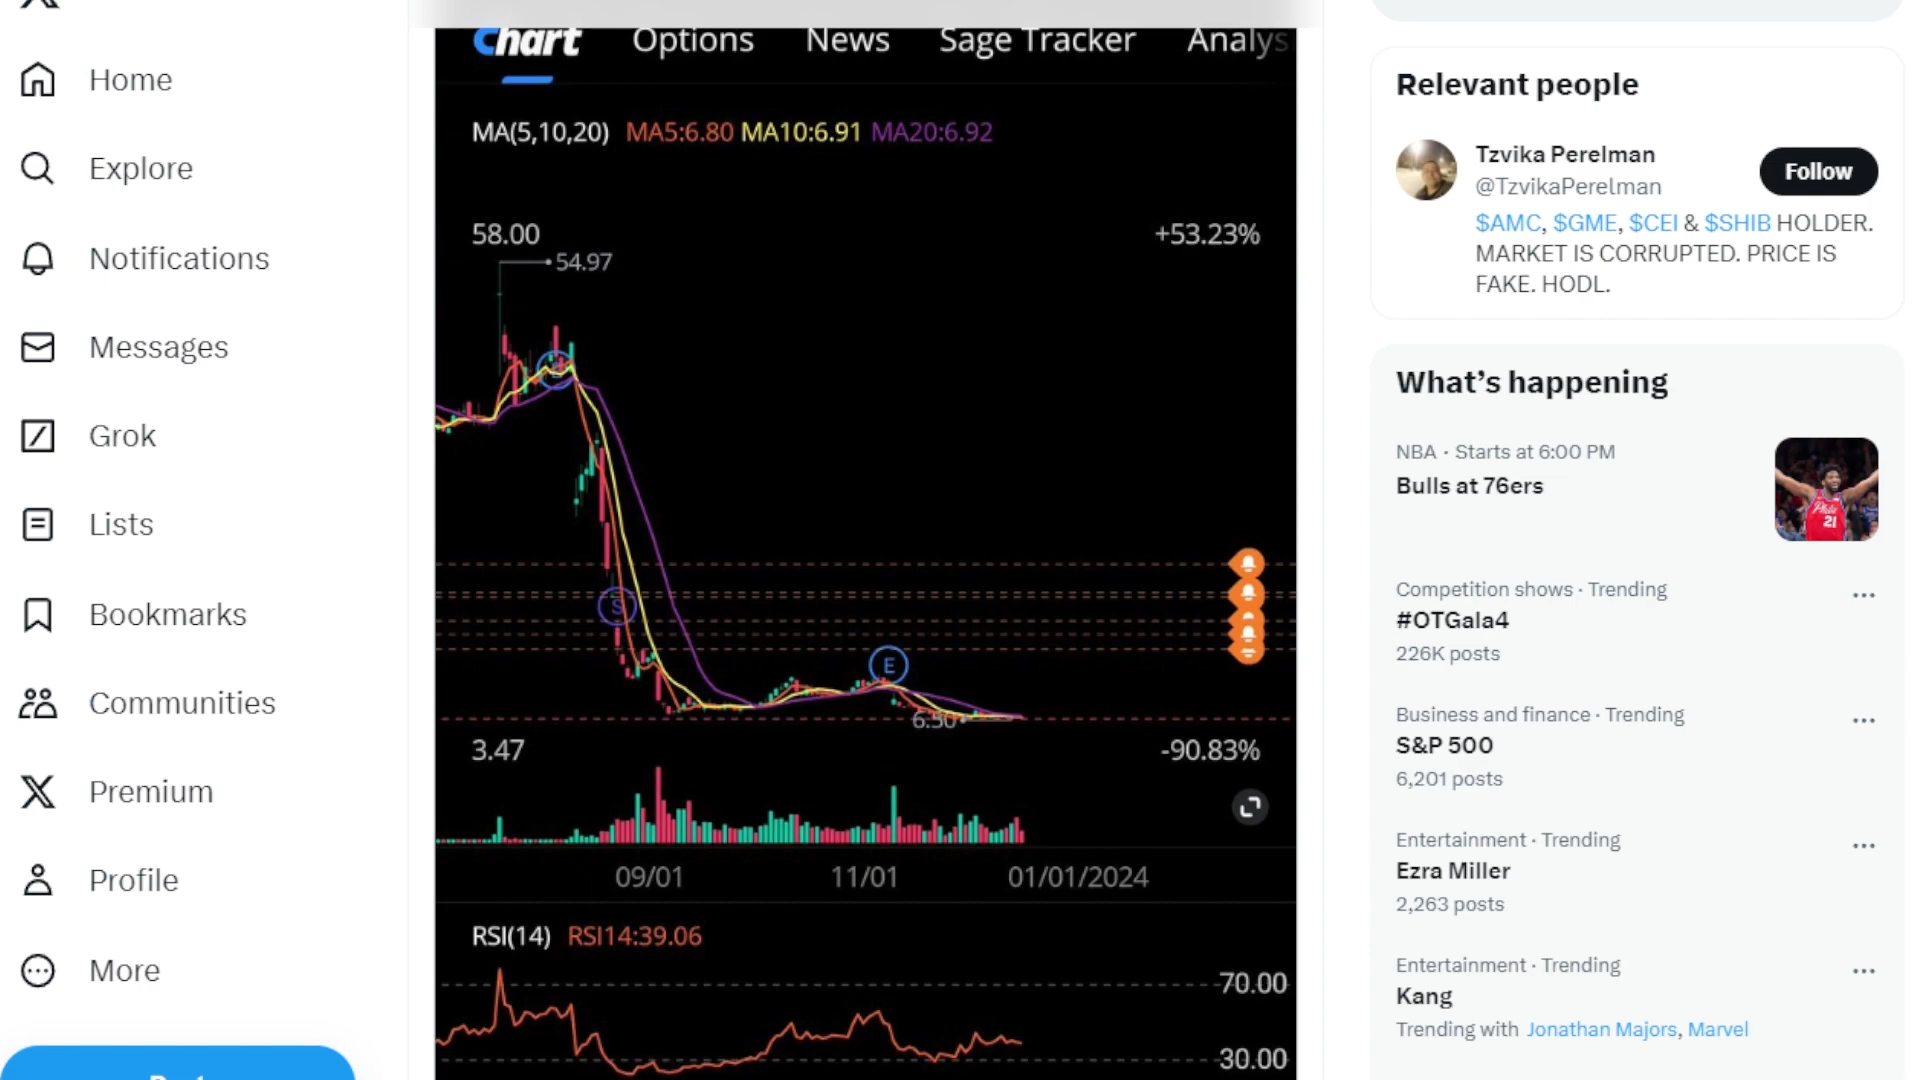 Home
Explore
Notifications
Messages
Grok
Lists
Bookmarks
Communities
Premium
Profile
More
Chart Options News Sage Tracker Analys
MA(5,10,20) MA5:6.80 MA10:6.91 MA20:6.92
58.00 +53.23%
54.97
S
E
6.50
3.47 -90.83%
09/01 11/01 01/01/2024
RSI(14) RSI14:39.06
70.00
30.00
Relevant people
Tzvika Perelman
@TzvikaPerelman
Follow
$AMC, $GME, $CEI & $SHIB HOLDER.
MARKET IS CORRUPTED. PRICE IS
FAKE. HODL.
What's happening
NBA · Starts at 6:00 PM
Bulls at 76ers
Phila
21
Competition shows · Trending
#OTGala4
226K posts
Business and finance · Trending
S&P 500
6,201 posts
Entertainment · Trending
Ezra Miller
2,263 posts
Entertainment · Trending
Kang
Trending with Jonathan Majors, Marvel